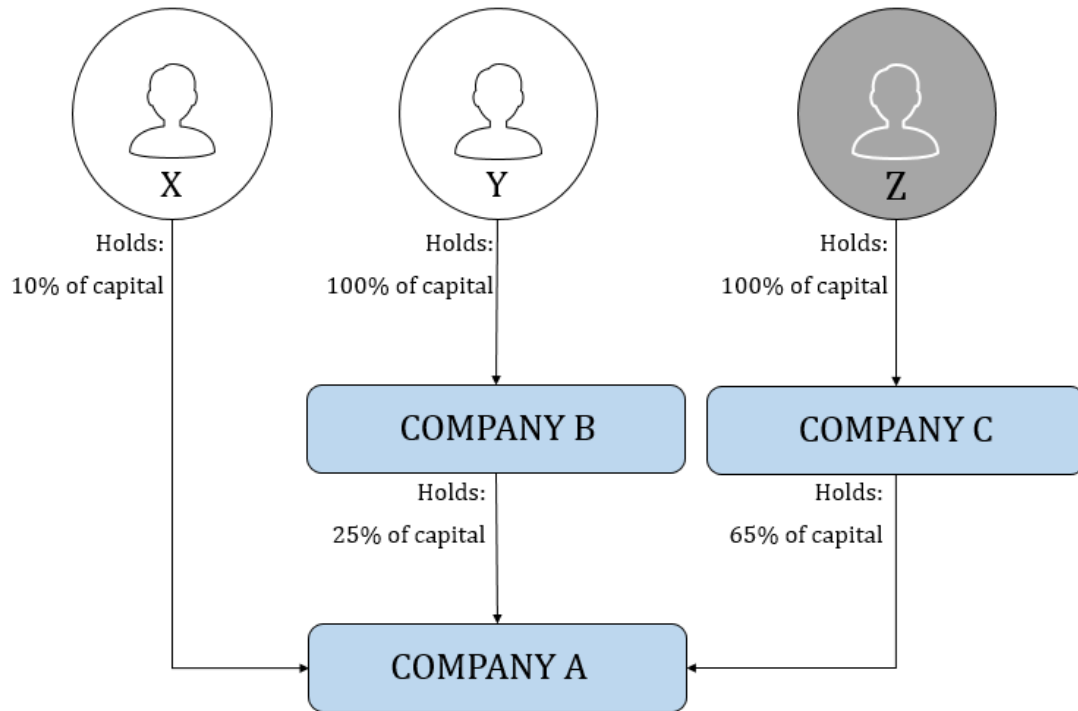 X
Y
Z
Holds:
10% of capital
Holds:
100% of capital
Holds:
100% of capital
COMPANY B
COMPANY C
Holds:
25% of capital
Holds:
65% of capital
COMPANY A